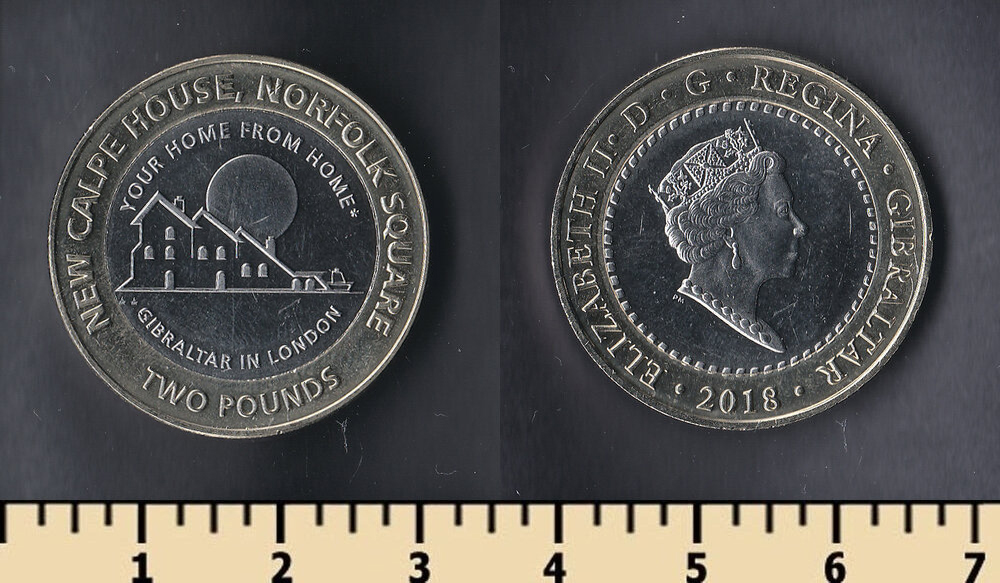 NEW CALPE HOUSE, NORFOLK SQUARE
YOUR HOME FROM HOME*
GIBRALTAR IN LONDON
TWO POUNDS
ELIZABETH II · D · G · REGINA · GIBRALTAR
· 2018 ·
PM
1 2 3 4 5 6 7